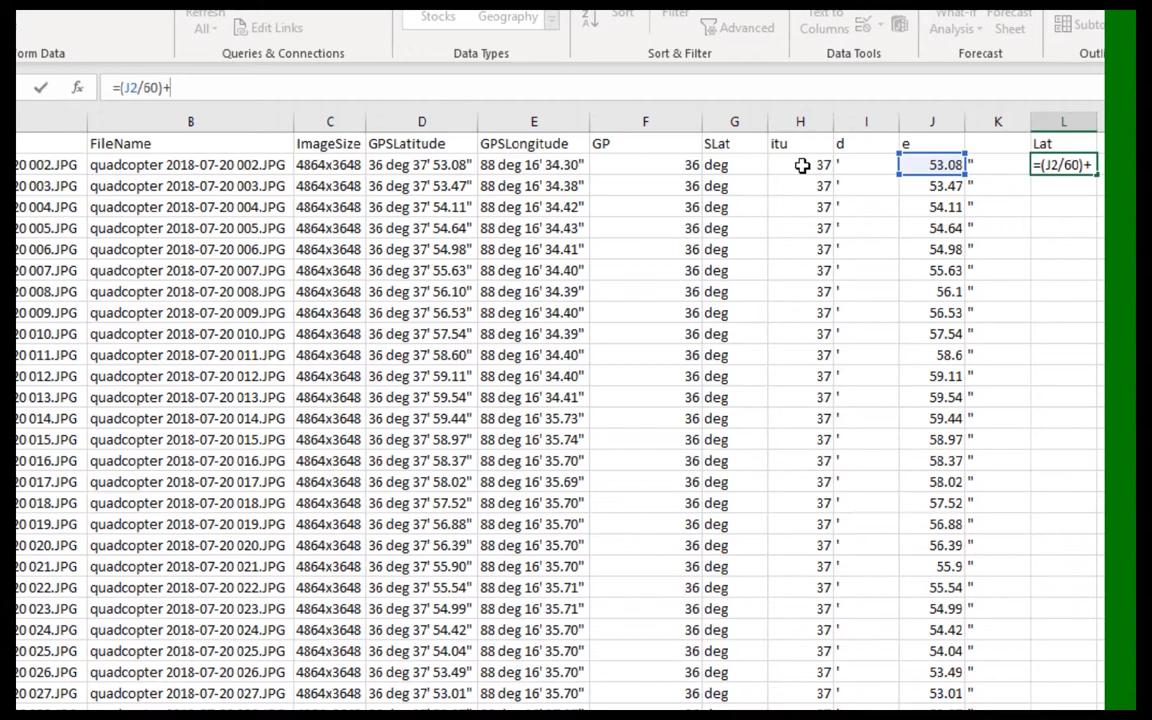 Refresh Stocks Geography Sort Filter Text to What-If Forecast
All Edit Links Advanced Columns Analysis Sheet Subto
orm Data Queries & Connections Data Types Sort & Filter Data Tools Forecast Outli
fx =(J2/60)+
B C D E F G H I J K L
FileName ImageSize GPSLatitude GPSLongitude GP SLat itu d e Lat
20 002.JPG quadcopter 2018-07-20 002.JPG 4864x3648 36 deg 37' 53.08" 88 deg 16' 34.30" 36 deg 37 ' 53.08 " =(J2/60)+
20 003.JPG quadcopter 2018-07-20 003.JPG 4864x3648 36 deg 37' 53.47" 88 deg 16' 34.38" 36 deg 37 ' 53.47 "
20 004.JPG quadcopter 2018-07-20 004.JPG 4864x3648 36 deg 37' 54.11" 88 deg 16' 34.42" 36 deg 37 ' 54.11 "
20 005.JPG quadcopter 2018-07-20 005.JPG 4864x3648 36 deg 37' 54.64" 88 deg 16' 34.43" 36 deg 37 ' 54.64 "
20 006.JPG quadcopter 2018-07-20 006.JPG 4864x3648 36 deg 37' 54.98" 88 deg 16' 34.41" 36 deg 37 ' 54.98 "
20 007.JPG quadcopter 2018-07-20 007.JPG 4864x3648 36 deg 37' 55.63" 88 deg 16' 34.40" 36 deg 37 ' 55.63 "
20 008.JPG quadcopter 2018-07-20 008.JPG 4864x3648 36 deg 37' 56.10" 88 deg 16' 34.39" 36 deg 37 ' 56.1 "
20 009.JPG quadcopter 2018-07-20 009.JPG 4864x3648 36 deg 37' 56.53" 88 deg 16' 34.40" 36 deg 37 ' 56.53 "
20 010.JPG quadcopter 2018-07-20 010.JPG 4864x3648 36 deg 37' 57.54" 88 deg 16' 34.39" 36 deg 37 ' 57.54 "
20 011.JPG quadcopter 2018-07-20 011.JPG 4864x3648 36 deg 37' 58.60" 88 deg 16' 34.40" 36 deg 37 ' 58.6 "
20 012.JPG quadcopter 2018-07-20 012.JPG 4864x3648 36 deg 37' 59.11" 88 deg 16' 34.40" 36 deg 37 ' 59.11 "
20 013.JPG quadcopter 2018-07-20 013.JPG 4864x3648 36 deg 37' 59.54" 88 deg 16' 34.41" 36 deg 37 ' 59.54 "
20 014.JPG quadcopter 2018-07-20 014.JPG 4864x3648 36 deg 37' 59.44" 88 deg 16' 35.73" 36 deg 37 ' 59.44 "
20 015.JPG quadcopter 2018-07-20 015.JPG 4864x3648 36 deg 37' 58.97" 88 deg 16' 35.74" 36 deg 37 ' 58.97 "
20 016.JPG quadcopter 2018-07-20 016.JPG 4864x3648 36 deg 37' 58.37" 88 deg 16' 35.70" 36 deg 37 ' 58.37 "
20 017.JPG quadcopter 2018-07-20 017.JPG 4864x3648 36 deg 37' 58.02" 88 deg 16' 35.69" 36 deg 37 ' 58.02 "
20 018.JPG quadcopter 2018-07-20 018.JPG 4864x3648 36 deg 37' 57.52" 88 deg 16' 35.70" 36 deg 37 ' 57.52 "
20 019.JPG quadcopter 2018-07-20 019.JPG 4864x3648 36 deg 37' 56.88" 88 deg 16' 35.70" 36 deg 37 ' 56.88 "
20 020.JPG quadcopter 2018-07-20 020.JPG 4864x3648 36 deg 37' 56.39" 88 deg 16' 35.70" 36 deg 37 ' 56.39 "
20 021.JPG quadcopter 2018-07-20 021.JPG 4864x3648 36 deg 37' 55.90" 88 deg 16' 35.70" 36 deg 37 ' 55.9 "
20 022.JPG quadcopter 2018-07-20 022.JPG 4864x3648 36 deg 37' 55.54" 88 deg 16' 35.71" 36 deg 37 ' 55.54 "
20 023.JPG quadcopter 2018-07-20 023.JPG 4864x3648 36 deg 37' 54.99" 88 deg 16' 35.71" 36 deg 37 ' 54.99 "
20 024.JPG quadcopter 2018-07-20 024.JPG 4864x3648 36 deg 37' 54.42" 88 deg 16' 35.70" 36 deg 37 ' 54.42 "
20 025.JPG quadcopter 2018-07-20 025.JPG 4864x3648 36 deg 37' 54.04" 88 deg 16' 35.70" 36 deg 37 ' 54.04 "
20 026.JPG quadcopter 2018-07-20 026.JPG 4864x3648 36 deg 37' 53.49" 88 deg 16' 35.70" 36 deg 37 ' 53.49 "
20 027.JPG quadcopter 2018-07-20 027.JPG 4864x3648 36 deg 37' 53.01" 88 deg 16' 35.70" 36 deg 37 ' 53.01 "